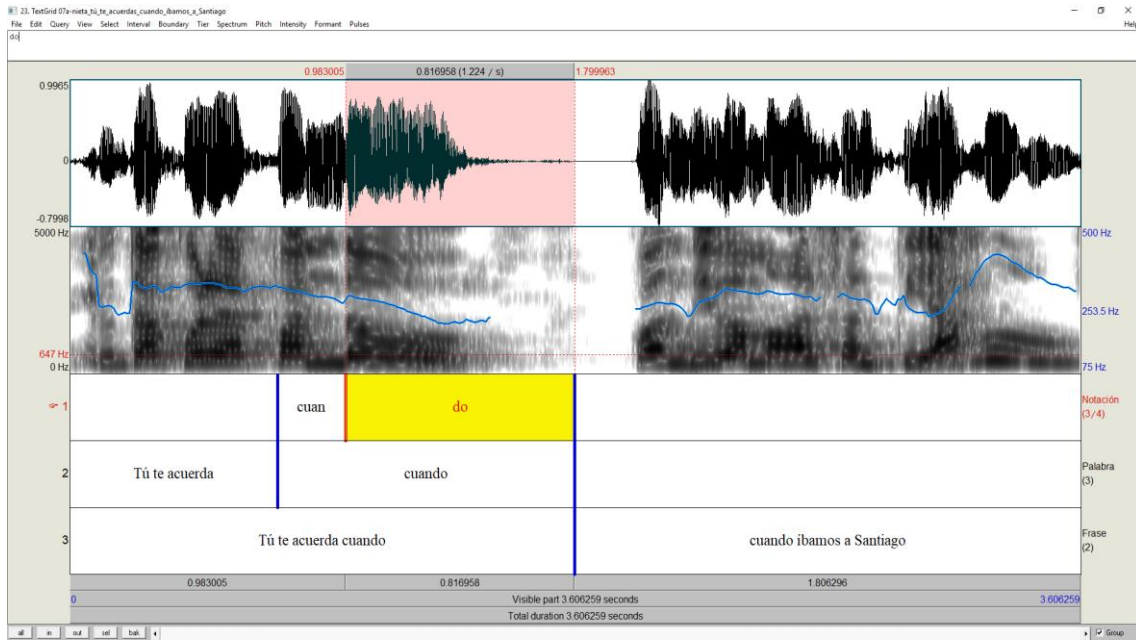 23. TextGrid 07a-nieta_tú_te_acuerdas_cuando_íbamos_a_Santiago
File Edit Query View Select Interval Boundary Tier Spectrum Pitch Intensity Formant Pulses Help
do
0.983005 0.816958 (1.224 / s) 1.799963
0.9965
0
-0.7998
5000 Hz 500 Hz
253.5 Hz
647 Hz
0 Hz 75 Hz
1 cuan do Notación (3/4)
2 Tú te acuerda cuando Palabra (3)
3 Tú te acuerda cuando cuando íbamos a Santiago Frase (2)
0.983005 0.816958 1.806296
0 Visible part 3.606259 seconds 3.606259
Total duration 3.606259 seconds
all in out sel bak Group